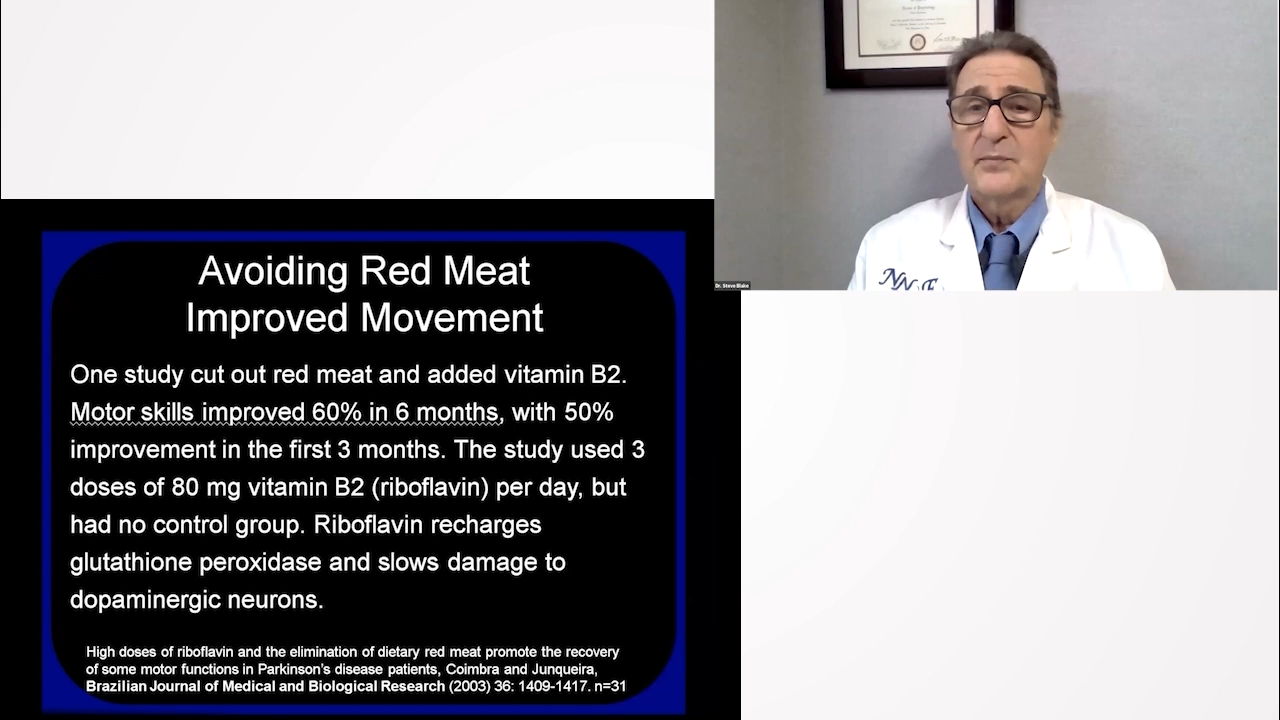 Avoiding Red Meat
Improved Movement
One study cut out red meat and added vitamin B2.
Motor skills improved 60% in 6 months, with 50%
improvement in the first 3 months. The study used 3
doses of 80 mg vitamin B2 (riboflavin) per day, but
had no control group. Riboflavin recharges
glutathione peroxidase and slows damage to
dopaminergic neurons.
High doses of riboflavin and the elimination of dietary red meat promote the recovery
of some motor functions in Parkinson's disease patients, Coimbra and Junqueira,
Brazilian Journal of Medical and Biological Research (2003) 36: 1409-1417. n=31
Dr. Steve Blake